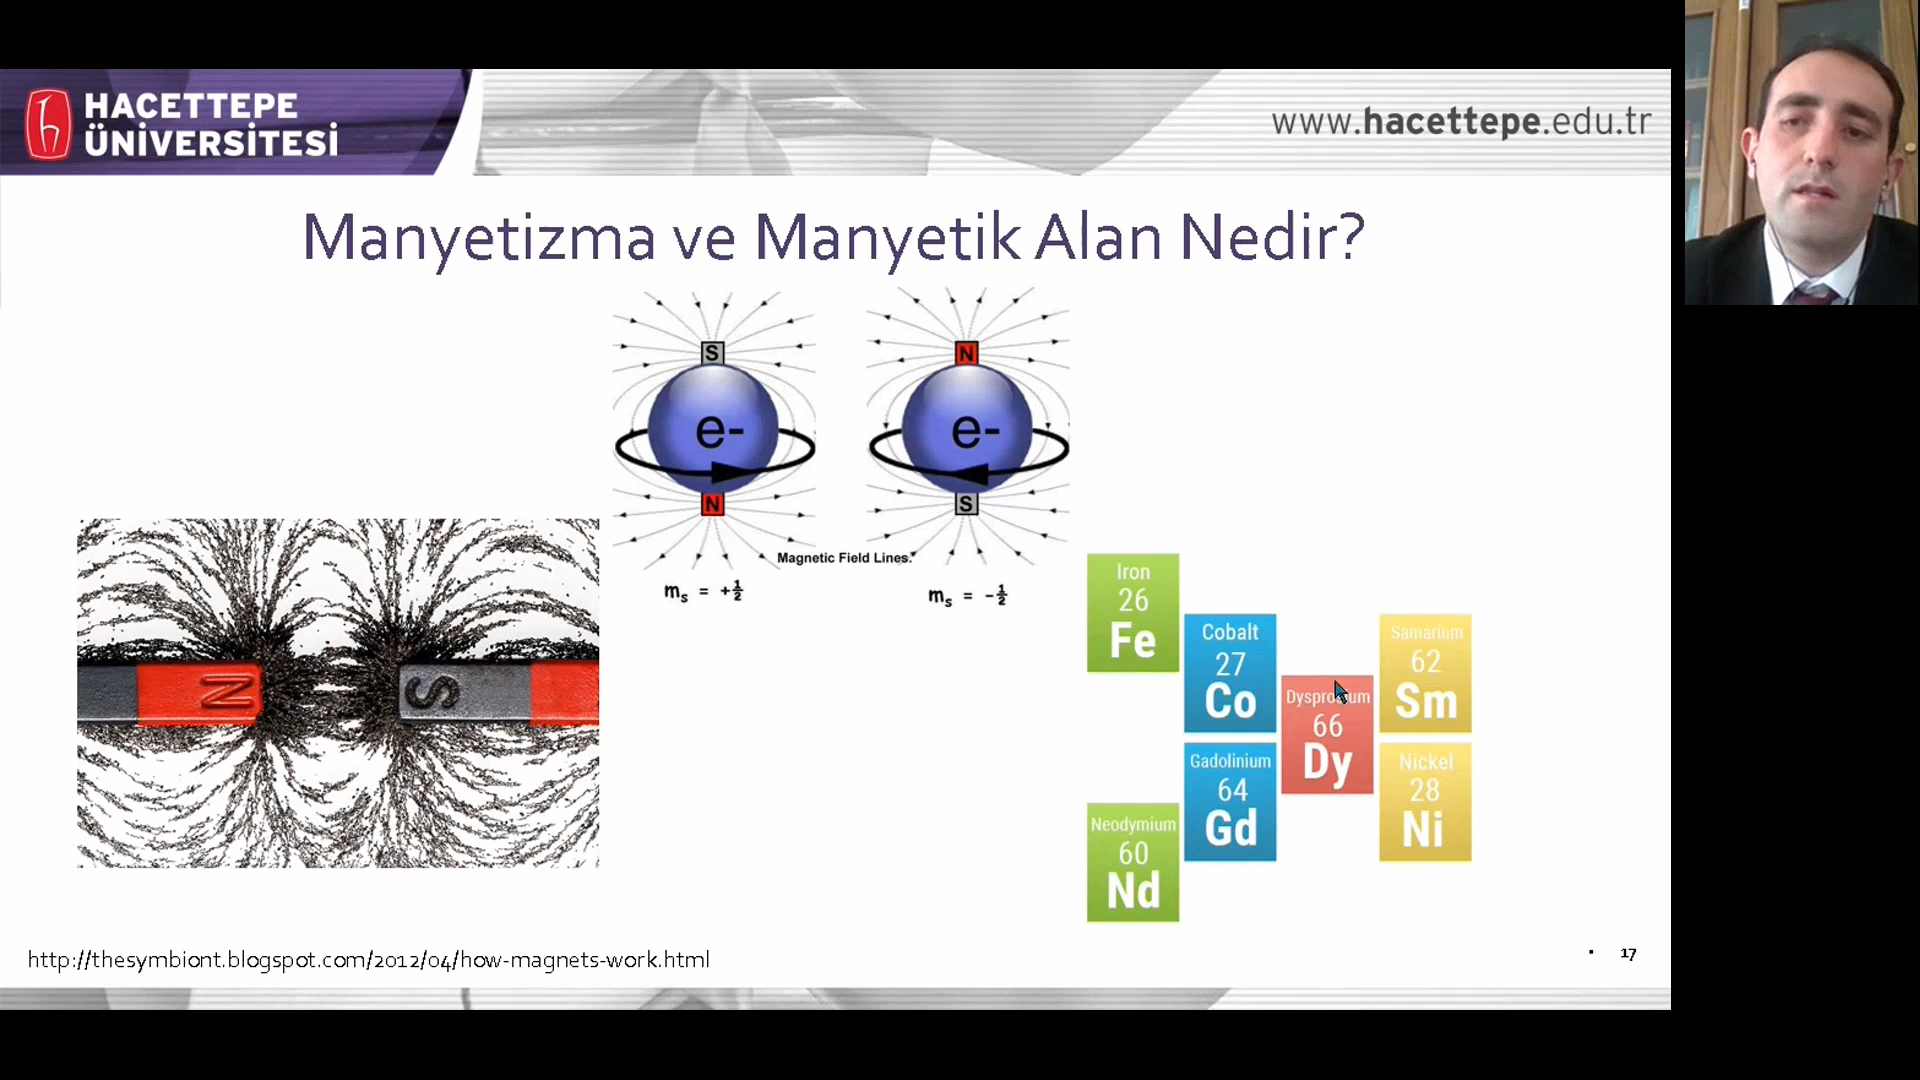 HACETTEPE
ÜNİVERSİTESİ
www.hacettepe.edu.tr
Manyetizma ve Manyetik Alan Nedir?
S
N
e-
e-
N
S
Magnetic Field Lines
mₛ = +½
mₛ = -½
N
S
Iron
26
Fe
Cobalt
27
Co
Dysprosium
66
Dy
Samarium
62
Sm
Gadolinium
64
Gd
Nickel
28
Ni
Neodymium
60
Nd
http://thesymbiont.blogspot.com/2012/04/how-magnets-work.html
17